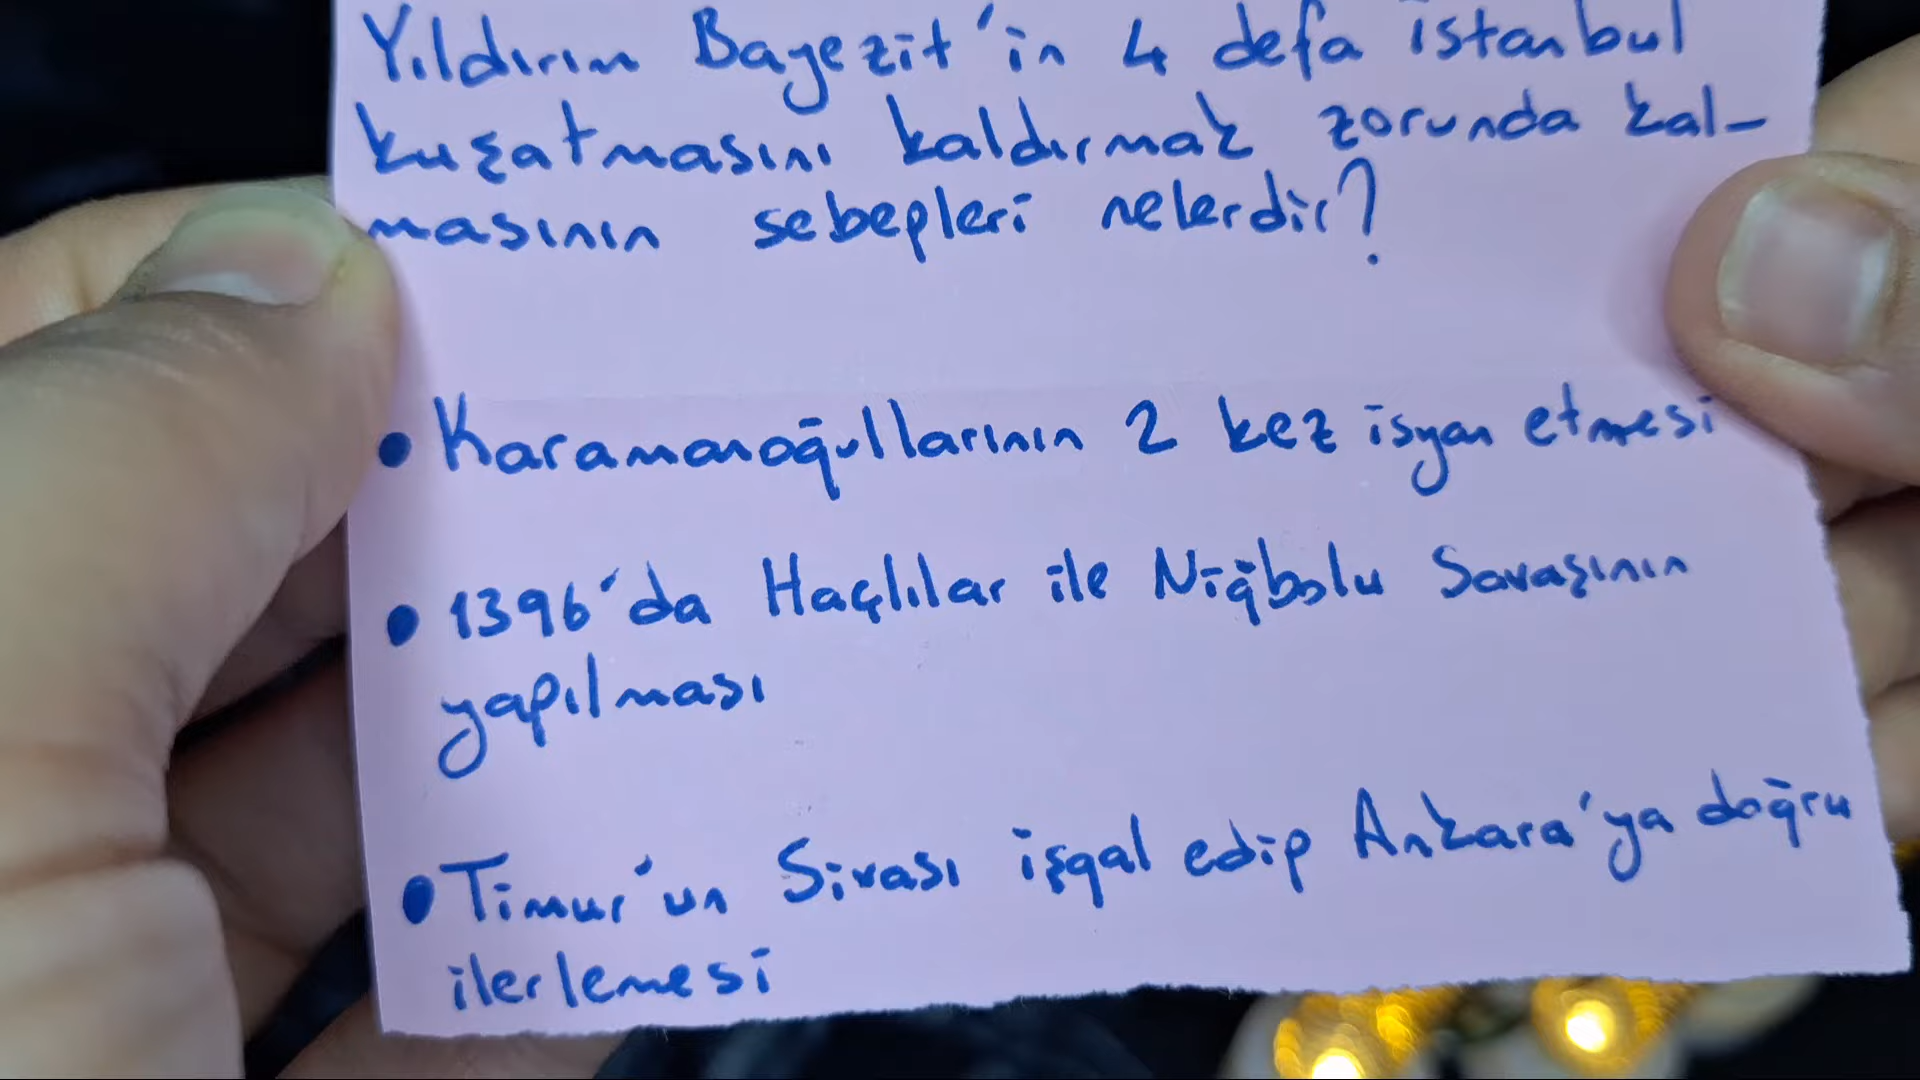 Yıldırım Bayezit'in 4 defa İstanbul
kuşatmasını kaldırmak zorunda kal-
masının sebepleri nelerdir?
• Karamanoğullarının 2 kez isyan etmesi
• 1396'da Haçlılar ile Niğbolu Savaşının
yapılması
• Timur'un Sivası işgal edip Ankara'ya doğru
ilerlemesi